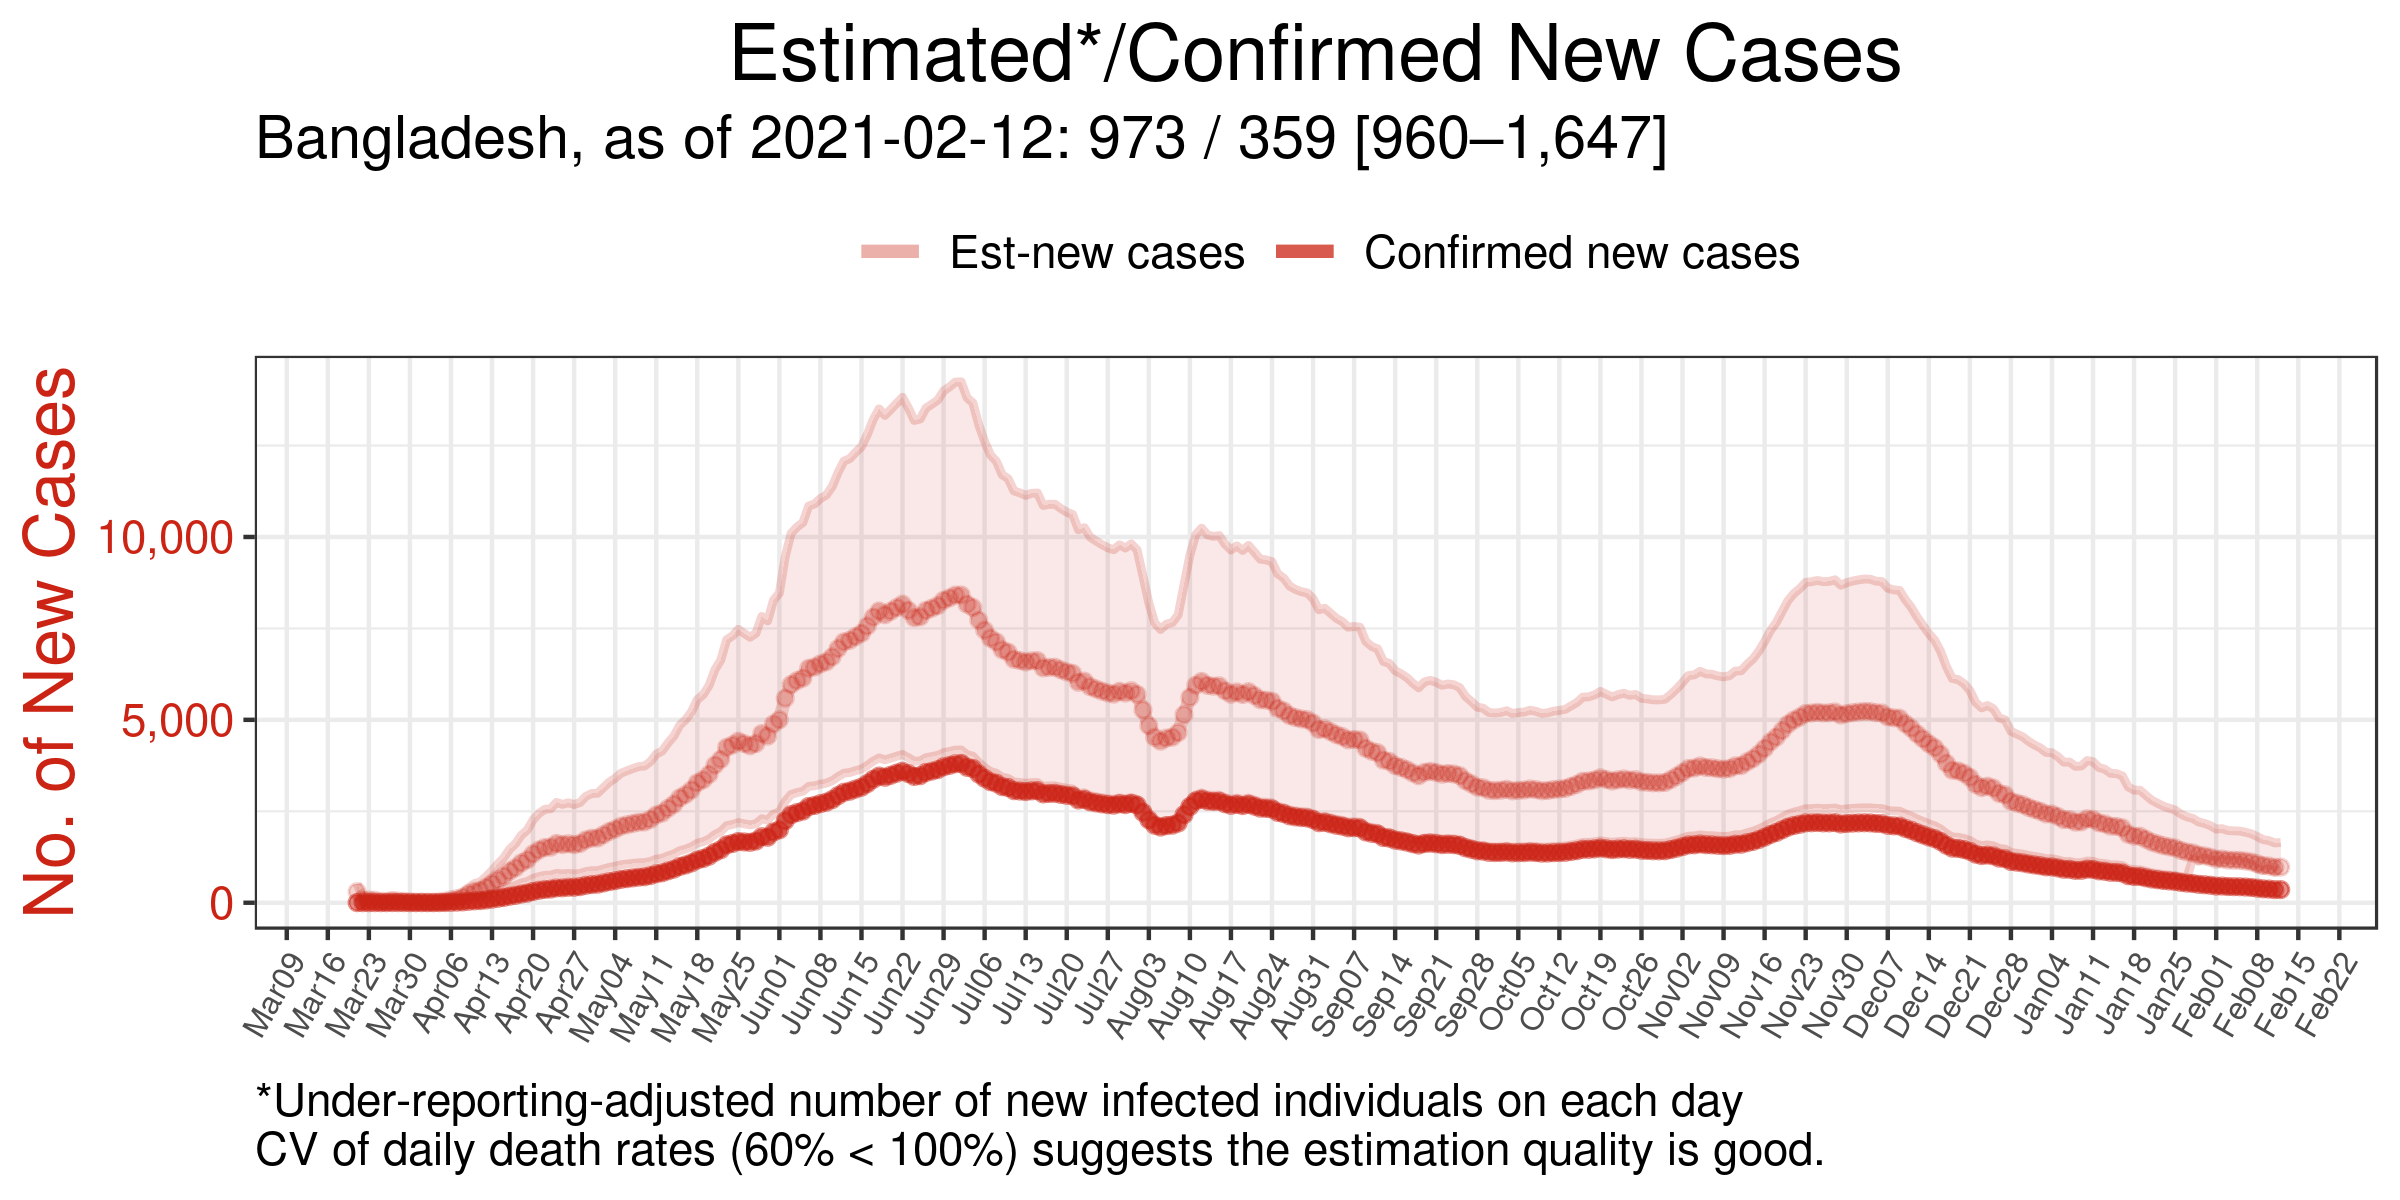 Estimated*/Confirmed New Cases
Bangladesh, as of 2021-02-12: 973 / 359 [960–1,647]
Est-new cases
Confirmed new cases
No. of New Cases
10,000
5,000
0
Mar09
Mar16
Mar23
Mar30
Apr06
Apr13
Apr20
Apr27
May04
May11
May18
May25
Jun01
Jun08
Jun15
Jun22
Jun29
Jul06
Jul13
Jul20
Jul27
Aug03
Aug10
Aug17
Aug24
Aug31
Sep07
Sep14
Sep21
Sep28
Oct05
Oct12
Oct19
Oct26
Nov02
Nov09
Nov16
Nov23
Nov30
Dec07
Dec14
Dec21
Dec28
Jan04
Jan11
Jan18
Jan25
Feb01
Feb08
Feb15
Feb22
*Under-reporting-adjusted number of new infected individuals on each day
CV of daily death rates (60% < 100%) suggests the estimation quality is good.